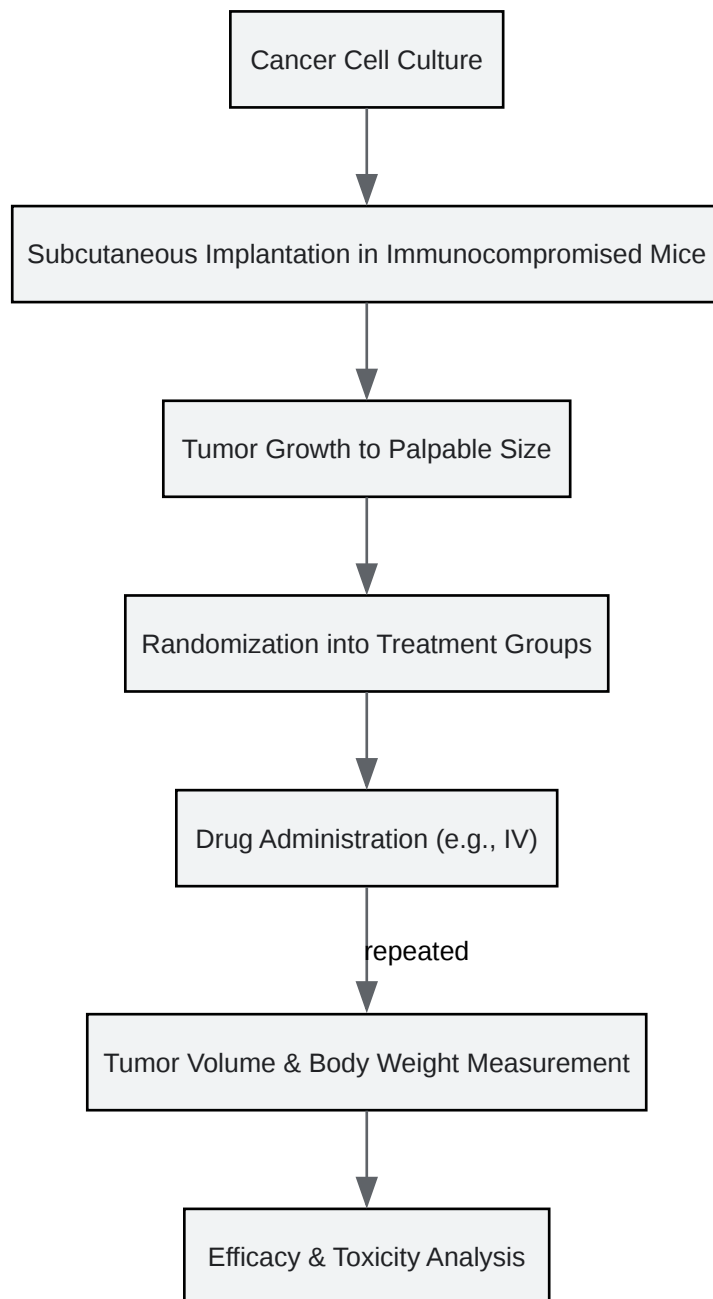 Cancer Cell Culture
Subcutaneous Implantation in Immunocompromised Mice
Tumor Growth to Palpable Size
Randomization into Treatment Groups
Drug Administration (e.g., IV)
repeated
Tumor Volume & Body Weight Measurement
Efficacy & Toxicity Analysis